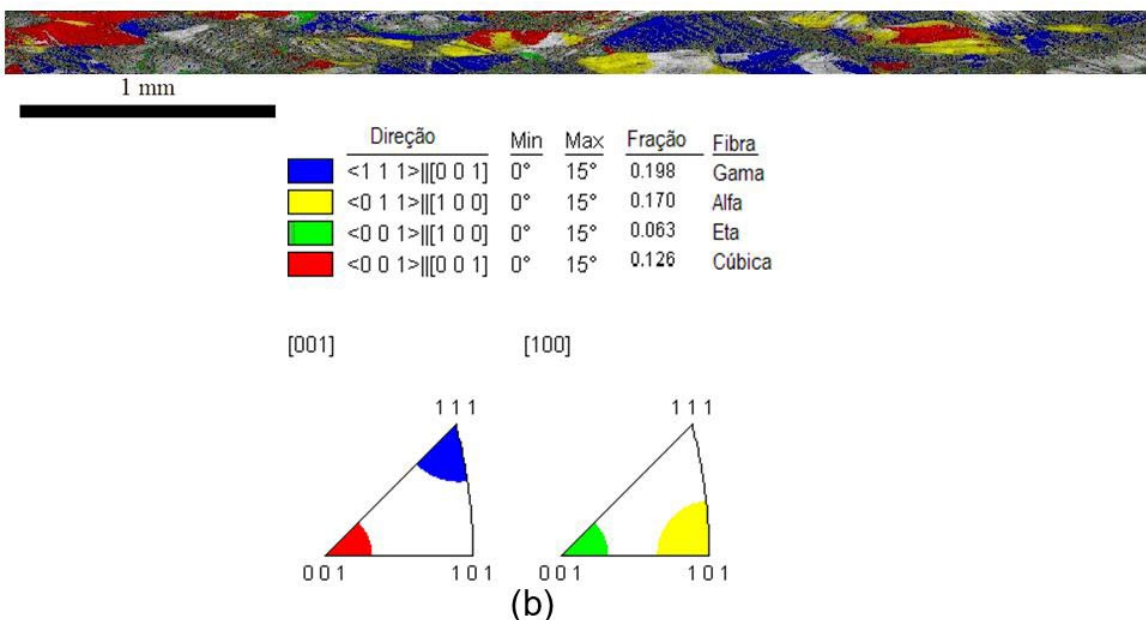 1 mm
Direção Min Max Fração Fibra
<1 1 1>||[0 0 1] 0° 15° 0.198 Gama
<0 1 1>||[1 0 0] 0° 15° 0.170 Alfa
<0 0 1>||[1 0 0] 0° 15° 0.063 Eta
<0 0 1>||[0 0 1] 0° 15° 0.126 Cúbica
[001] [100]
1 1 1 1 1 1
0 0 1 1 0 1 0 0 1 1 0 1
(b)